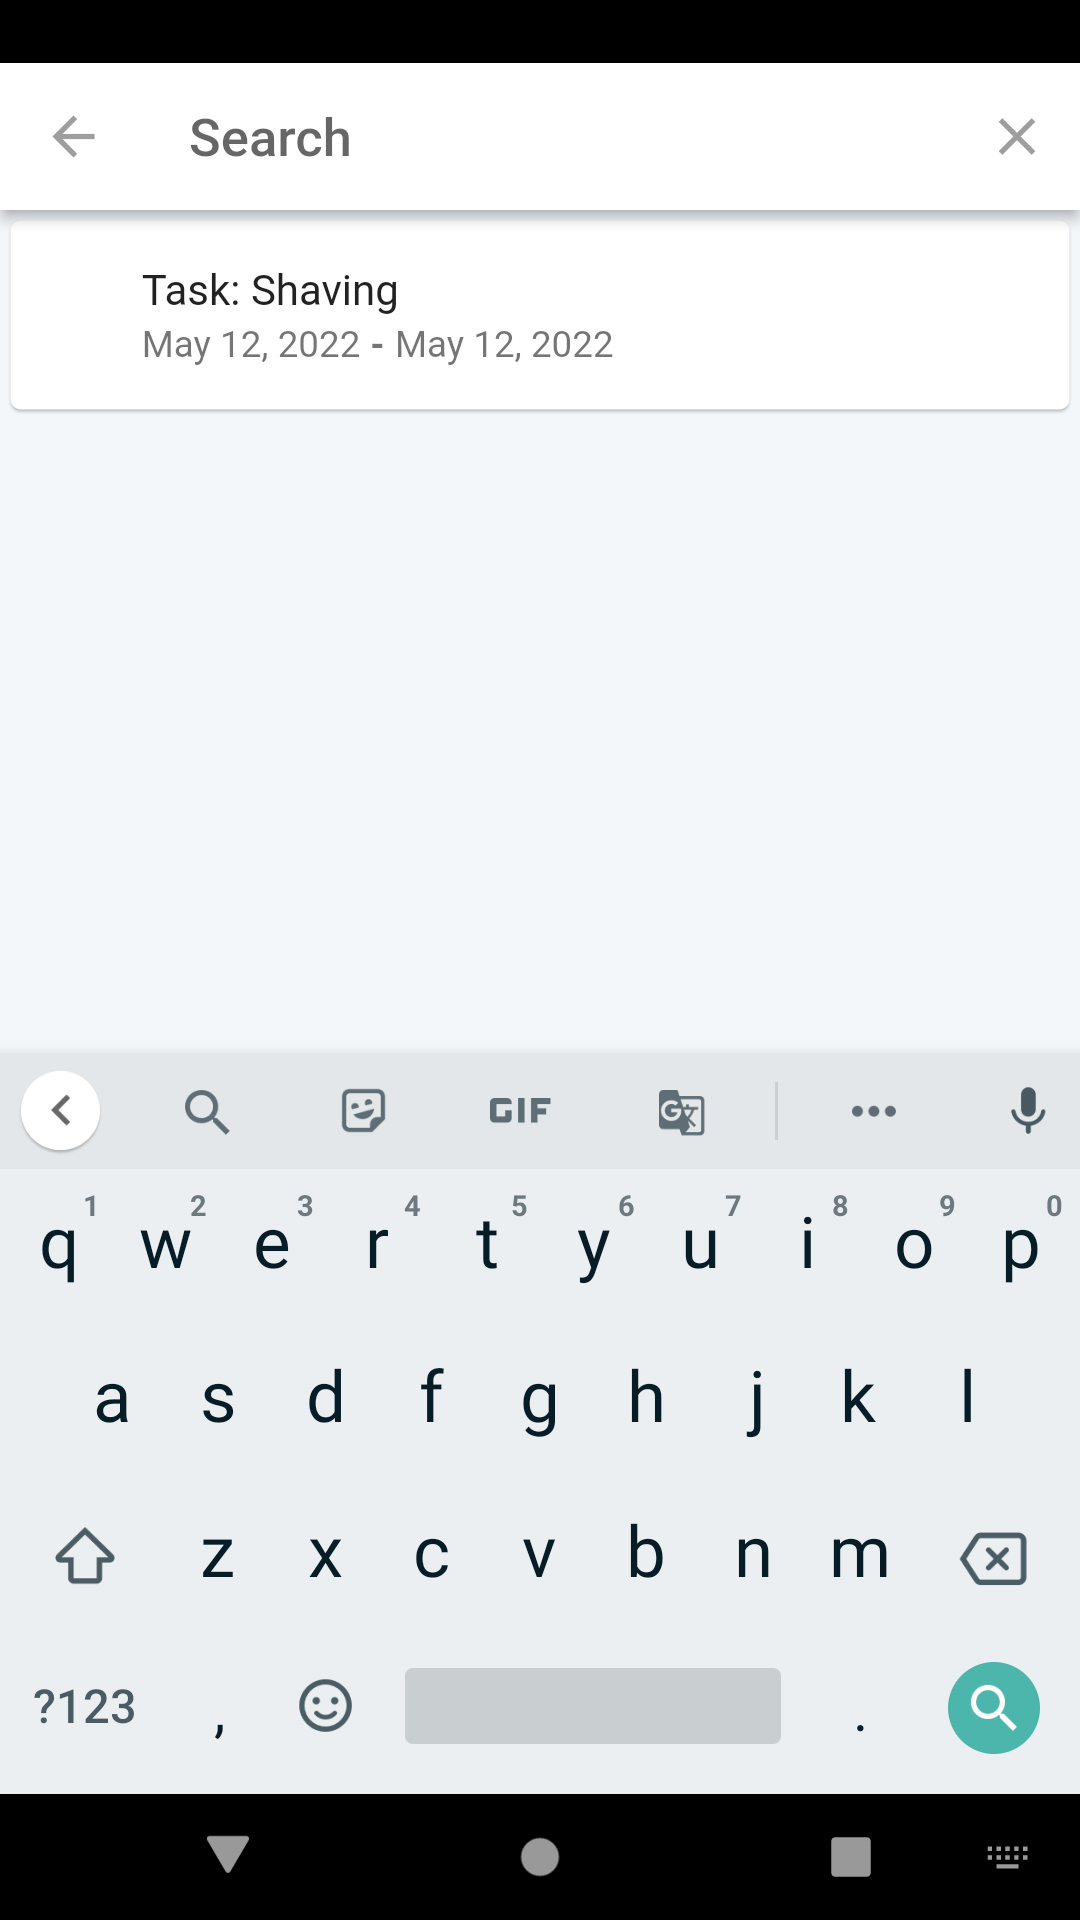 Search
Task: Shaving
May 12, 2022 - May 12, 2022
GIF
G
1 2 3 4 5 6 7 8 9 0
q w e r t y u i o p
a s d f g h j k l
z x c v b n m
?123 , .